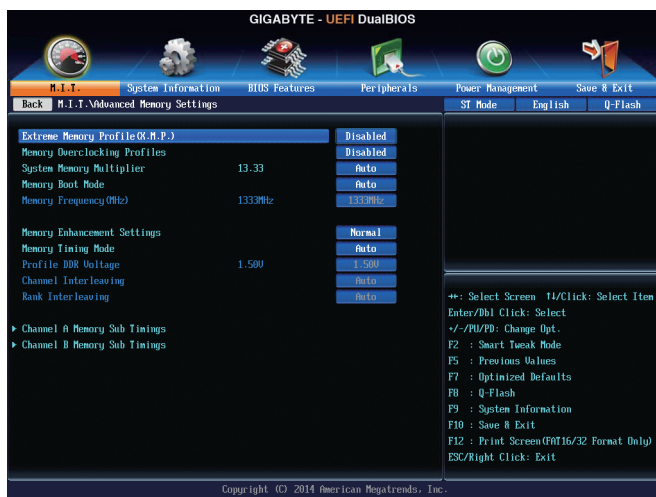 GIGABYTE - UEFI DualBIOS
M.I.T. System Information BIOS Features Peripherals Power Management Save & Exit
Back M.I.T.\Advanced Memory Settings ST Mode English Q-Flash
Extreme Memory Profile(X.M.P.) Disabled
Memory Overclocking Profiles Disabled
System Memory Multiplier 13.33 Auto
Memory Boot Mode Auto
Memory Frequency(MHz) 1333MHz 1333MHz
Memory Enhancement Settings Normal
Memory Timing Mode Auto
Profile DDR Voltage 1.50V 1.50V
Channel Interleaving Auto
Rank Interleaving Auto
Channel A Memory Sub Timings
Channel B Memory Sub Timings
→←: Select Screen ↑↓/Click: Select Item
Enter/Dbl Click: Select
+/-/PU/PD: Change Opt.
F2 : Smart Tweak Mode
F5 : Previous Values
F7 : Optimized Defaults
F8 : Q-Flash
F9 : System Information
F10 : Save & Exit
F12 : Print Screen(FAT16/32 Format Only)
ESC/Right Click: Exit
Copyright (C) 2014 American Megatrends, Inc.